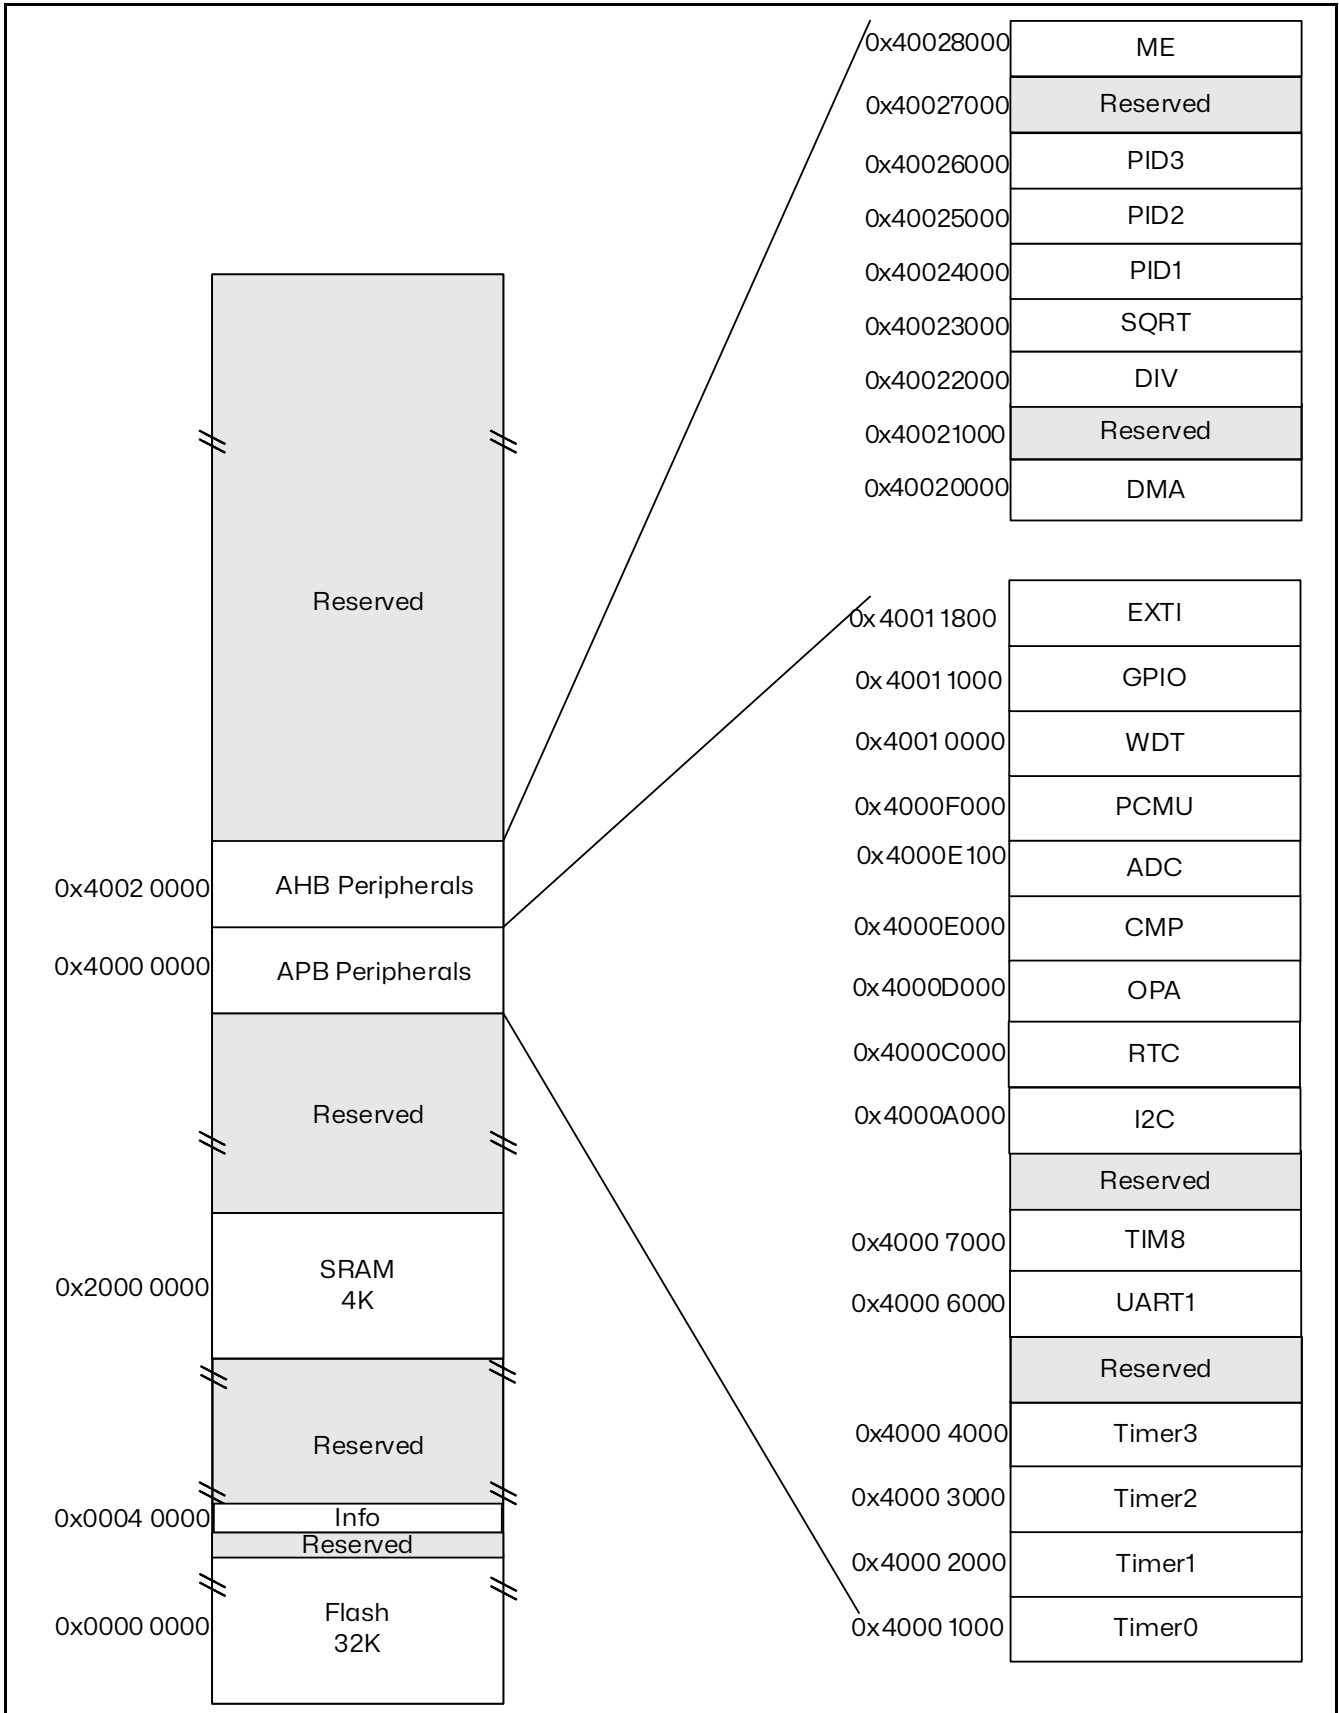 0x40028000 ME
0x40027000 Reserved
0x40026000 PID3
0x40025000 PID2
0x40024000 PID1
0x40023000 SQRT
0x40022000 DIV
0x40021000 Reserved
0x40020000 DMA
Reserved
0x4002 0000 AHB Peripherals
0x4000 0000 APB Peripherals
Reserved
0x2000 0000 SRAM
4K
Reserved
0x0004 0000 Info
Reserved
0x0000 0000 Flash
32K
0x40011800 EXTI
0x40011000 GPIO
0x40010000 WDT
0x4000F000 PCMU
0x4000E100 ADC
0x4000E000 CMP
0x4000D000 OPA
0x4000C000 RTC
0x4000A000 I2C
Reserved
0x4000 7000 TIM8
0x4000 6000 UART1
Reserved
0x4000 4000 Timer3
0x4000 3000 Timer2
0x4000 2000 Timer1
0x4000 1000 Timer0